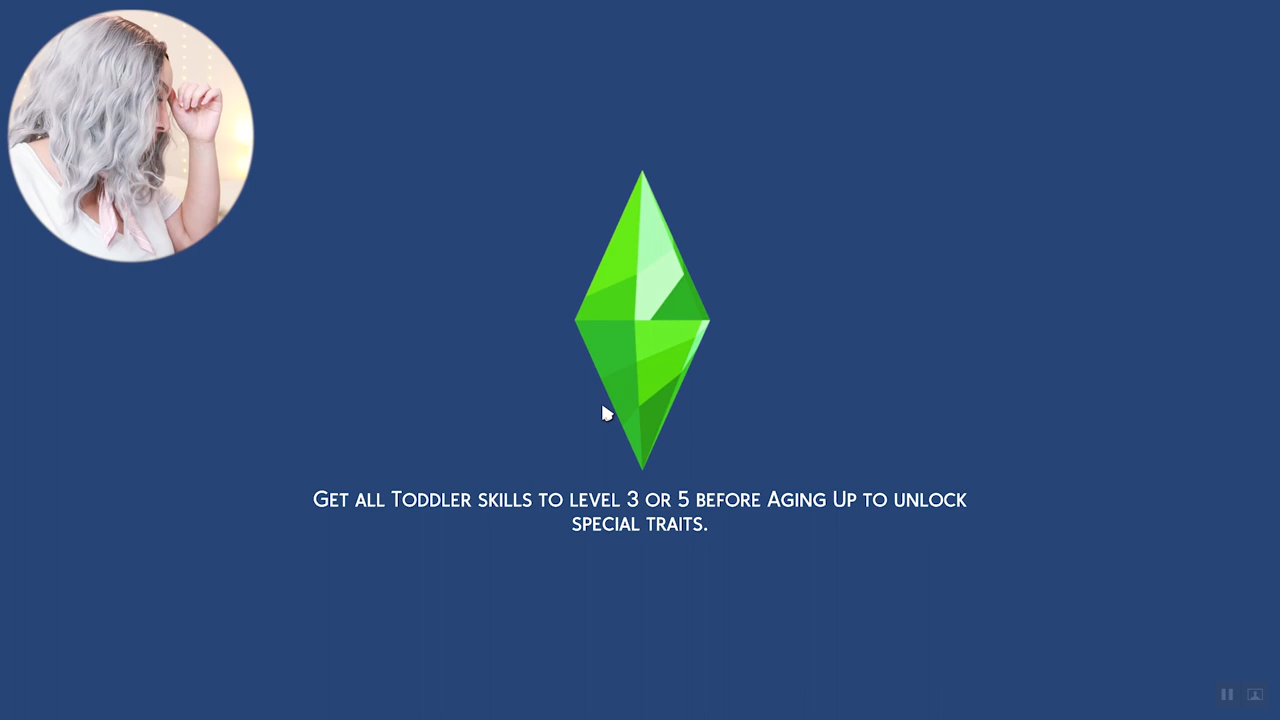 Get all Toddler skills to level 3 or 5 before Aging Up to unlock
special traits.